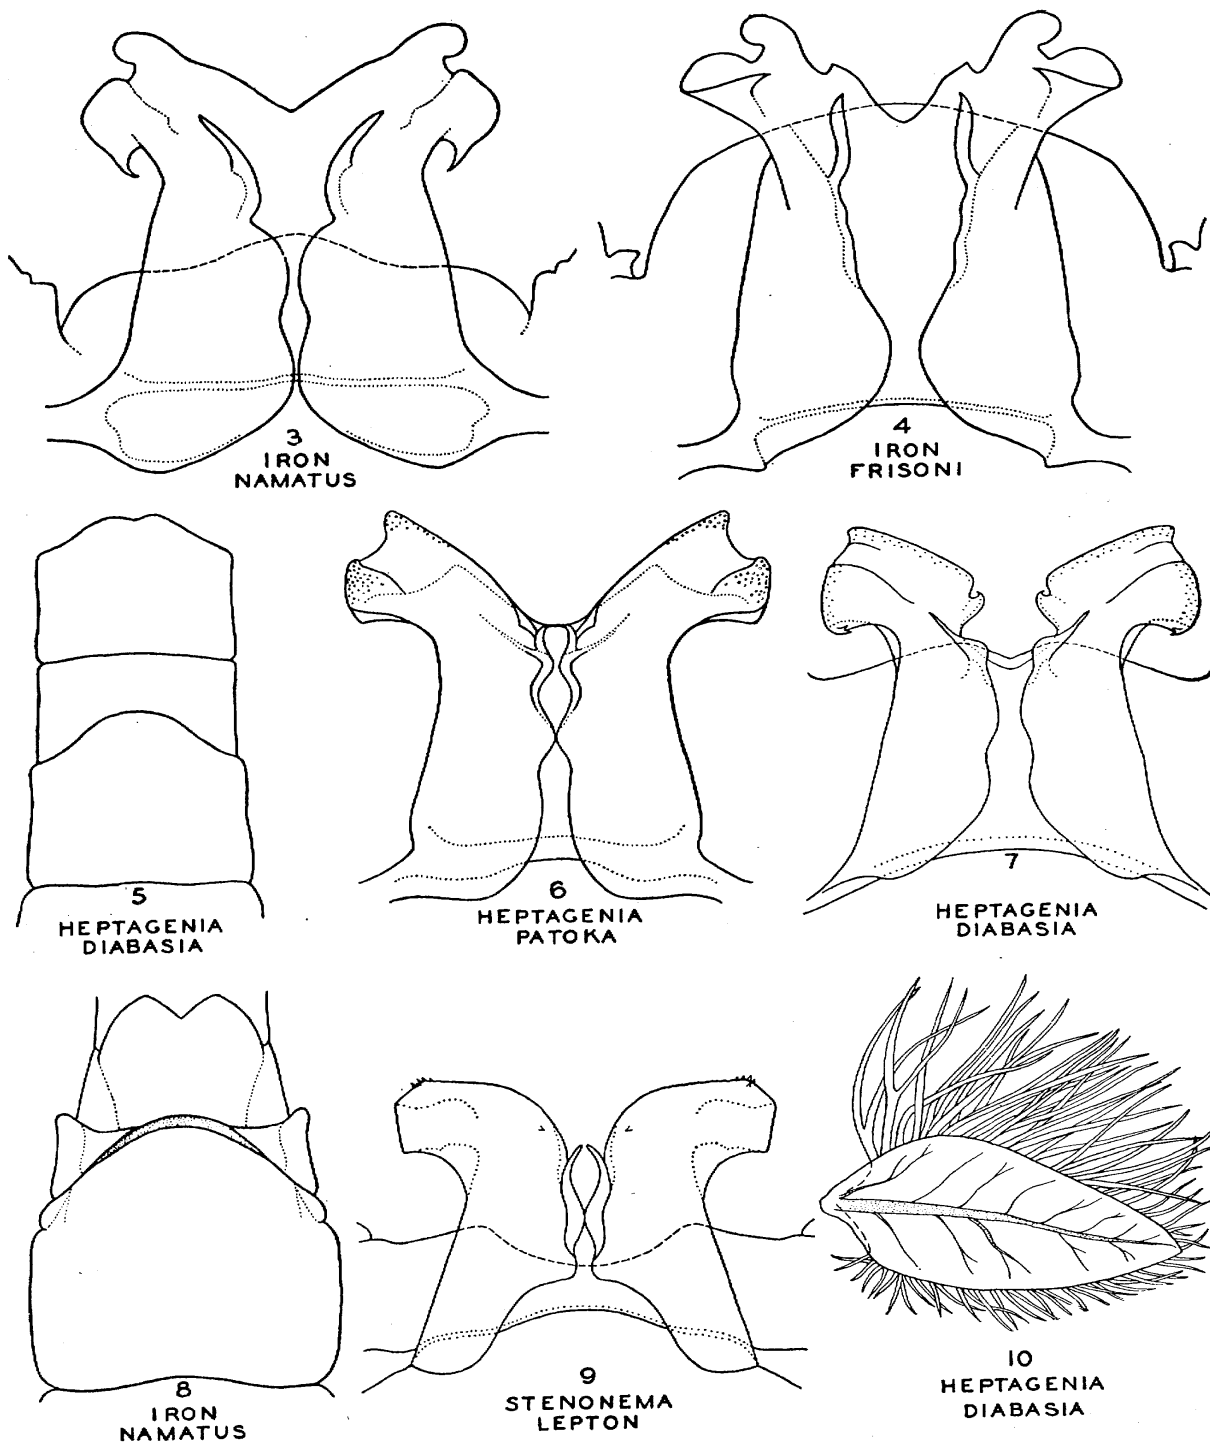 3
IRON
NAMATUS
4
IRON
FRISONI
5
HEPTAGENIA
DIABASIA
6
HEPTAGENIA
PATOKA
7
HEPTAGENIA
DIABASIA
8
IRON
NAMATUS
9
STENONEMA
LEPTON
10
HEPTAGENIA
DIABASIA